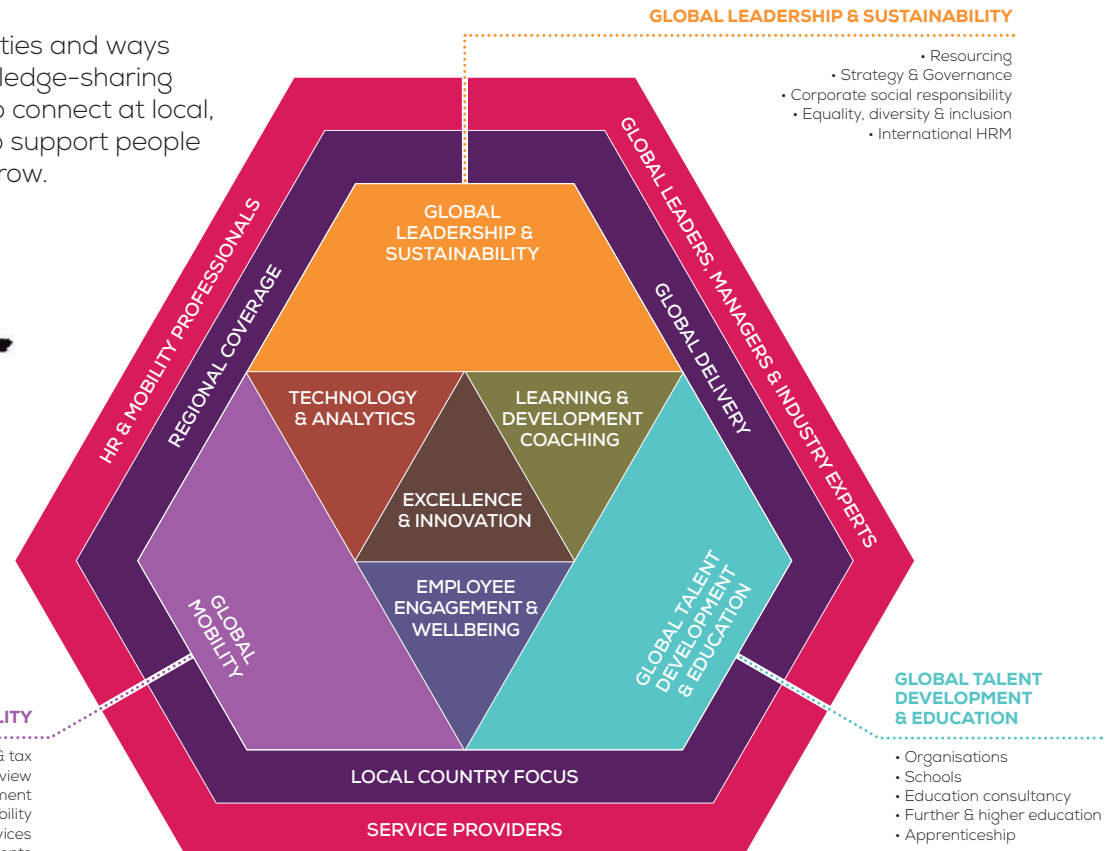 GLOBAL LEADERSHIP & SUSTAINABILITY
• Resourcing
• Strategy & Governance
• Corporate social responsibility
• Equality, diversity & inclusion
• International HRM
ties and ways
ledge-sharing
o connect at local,
o support people
row.
HR & MOBILITY PROFESSIONALS
GLOBAL LEADERS, MANAGERS & INDUSTRY EXPERTS
REGIONAL COVERAGE
GLOBAL DELIVERY
GLOBAL
LEADERSHIP &
SUSTAINABILITY
TECHNOLOGY
& ANALYTICS
LEARNING &
DEVELOPMENT
COACHING
EXCELLENCE
& INNOVATION
EMPLOYEE
ENGAGEMENT &
WELLBEING
GLOBAL
MOBILITY
GLOBAL TALENT
DEVELOPMENT
& EDUCATION
LOCAL COUNTRY FOCUS
SERVICE PROVIDERS
LITY
& tax
view
ment
bility
vices
GLOBAL TALENT
DEVELOPMENT
& EDUCATION
• Organisations
• Schools
• Education consultancy
• Further & higher education
• Apprenticeship